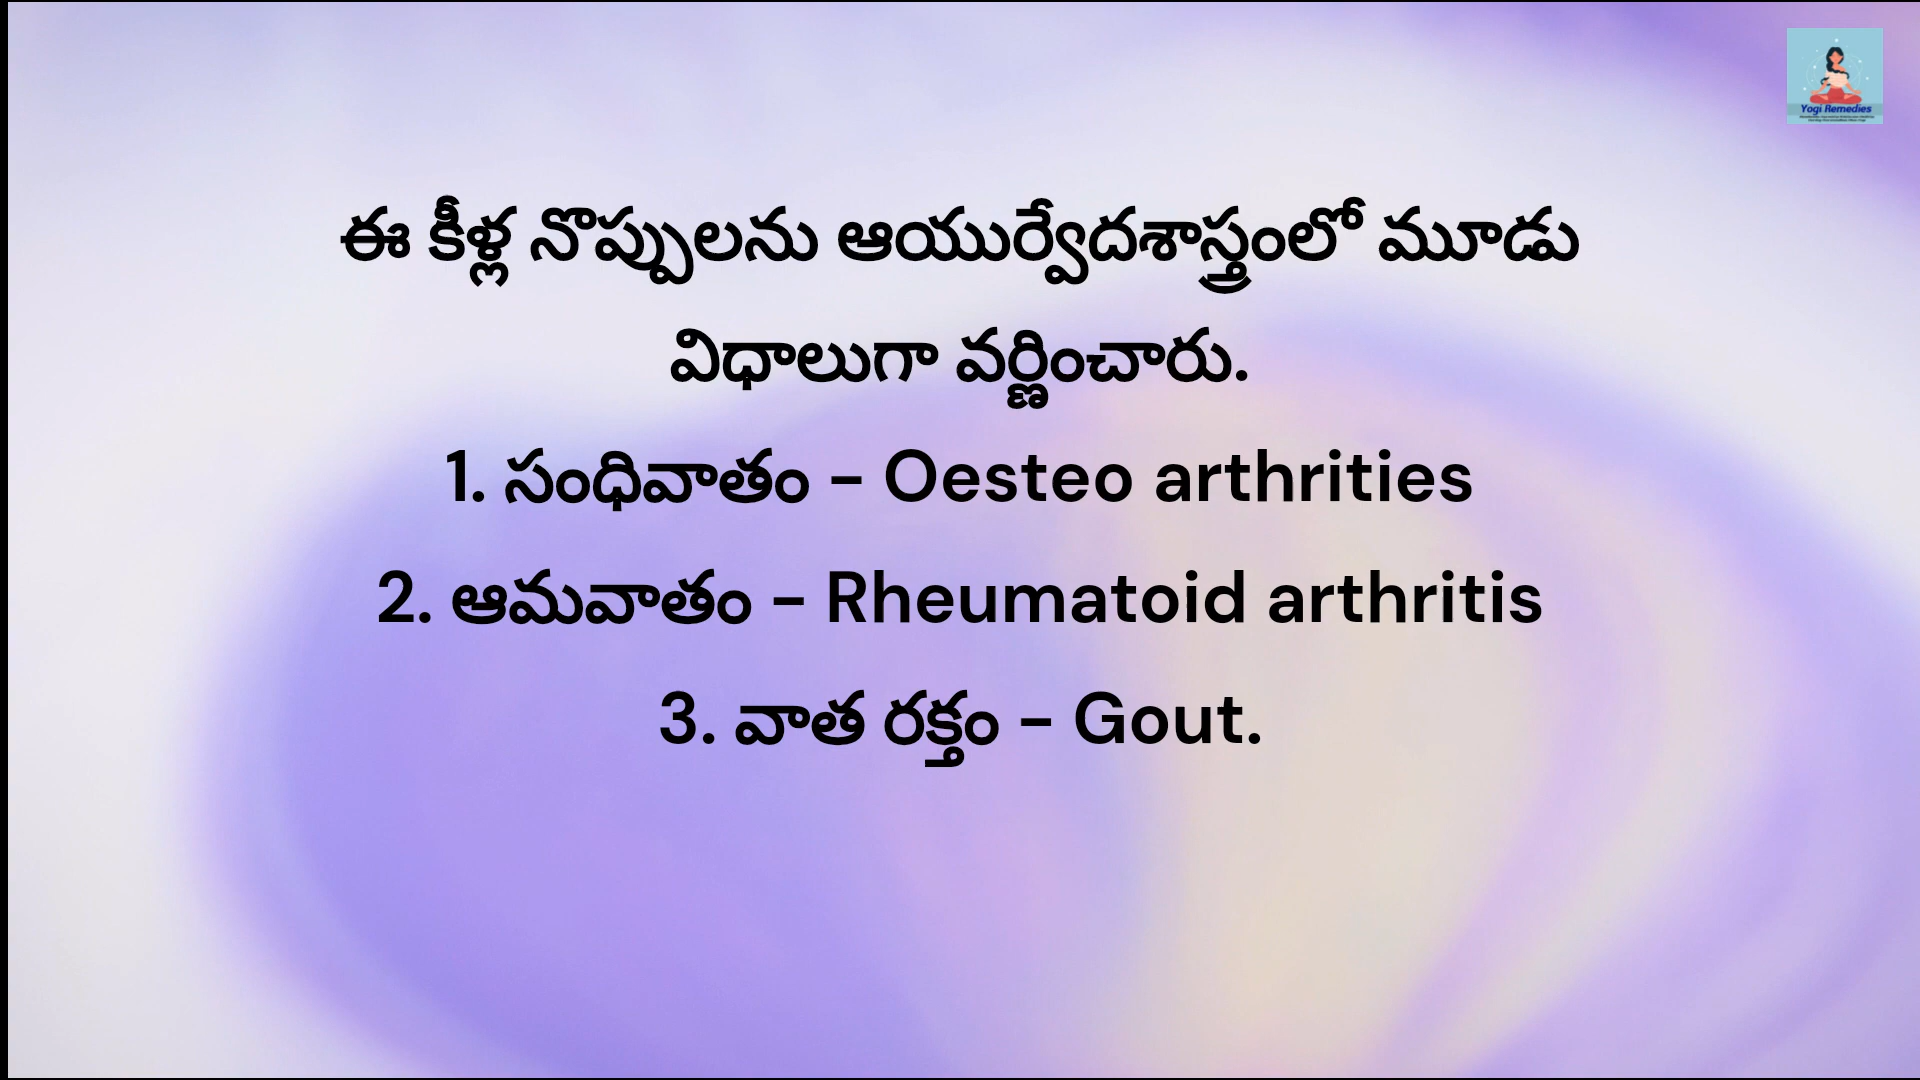 Yogi Remedies
ఈ కీళ్ల నొప్పులను ఆయుర్వేదశాస్త్రంలో మూడు
విధాలుగా వర్ణించారు.
1. సంధివాతం - Oesteo arthrities
2. ఆమవాతం - Rheumatoid arthritis
3. వాత రక్తం - Gout.